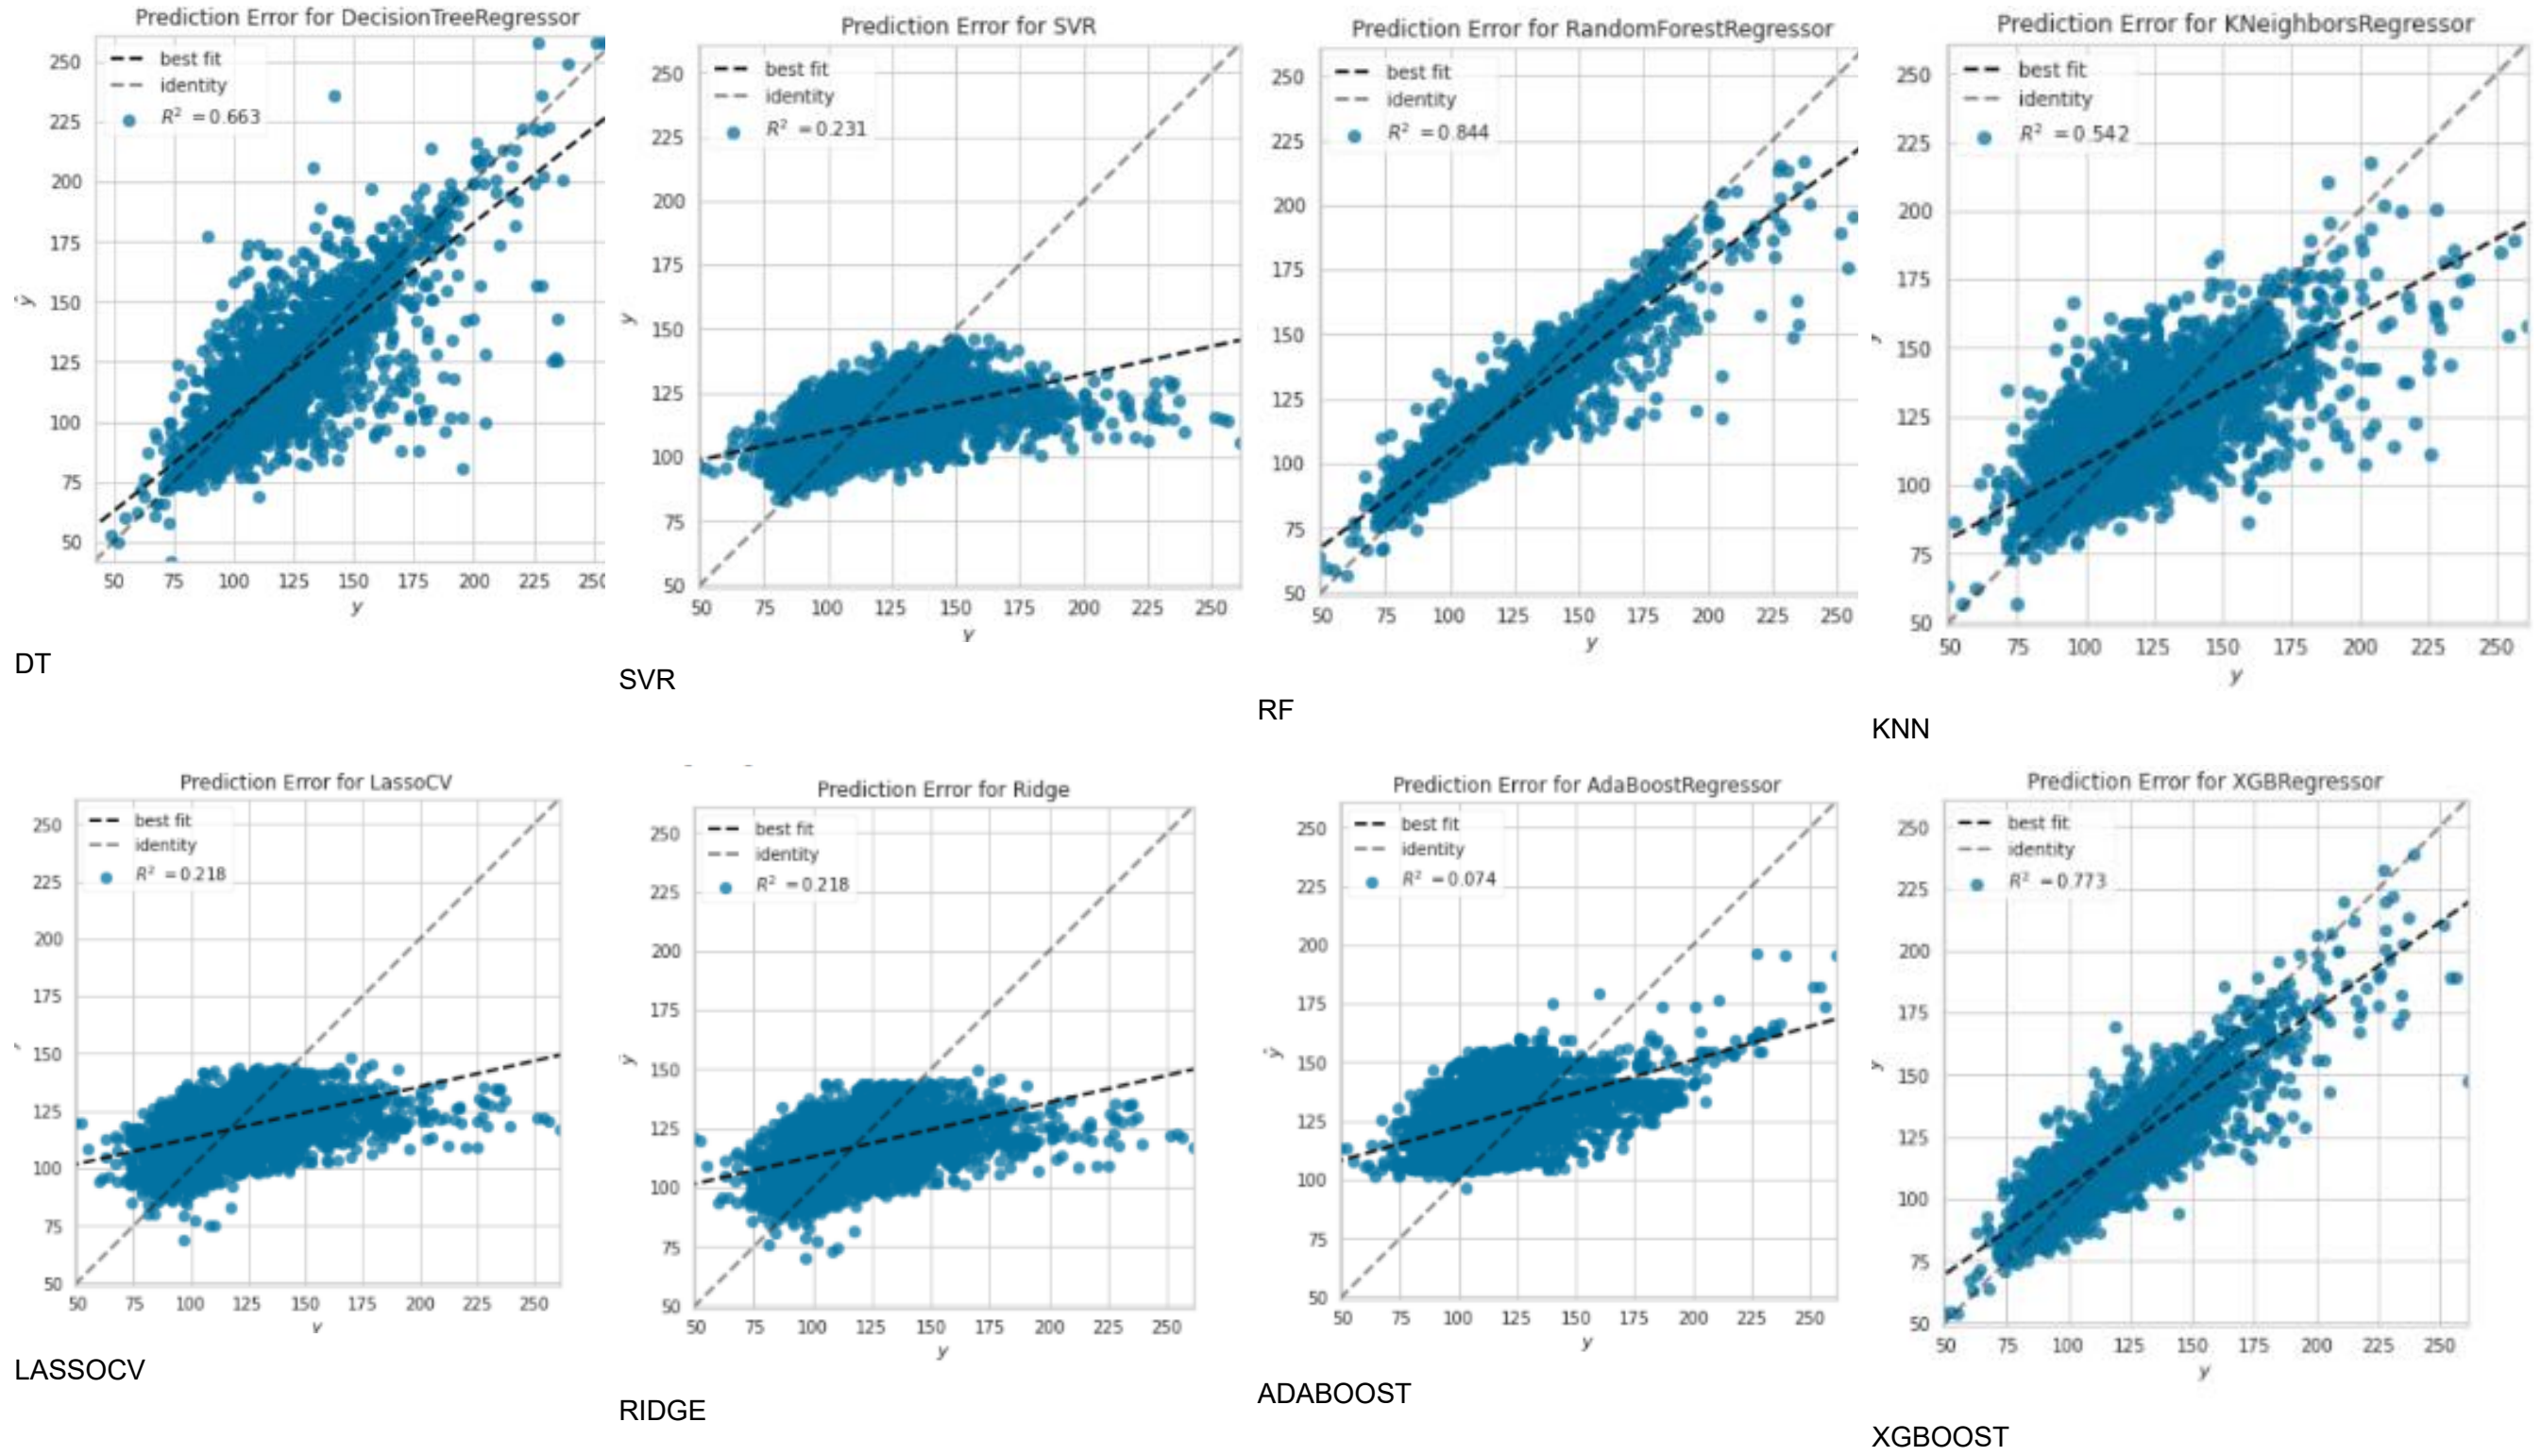 Prediction Error for DecisionTreeRegressor
best fit
identity
R² =0.663
250
225
200
175
150
125
100
75
50
ŷ
50 75 100 125 150 175 200 225 250
y
DT
Prediction Error for SVR
best fit
identity
R² =0.231
250
225
200
175
150
125
100
75
50
y
50 75 100 125 150 175 200 225 250
y
SVR
Prediction Error for RandomForestRegressor
best fit
identity
R² =0.844
250
225
200
175
150
125
100
75
50
50 75 100 125 150 175 200 225 250
y
RF
Prediction Error for KNeighborsRegressor
best fit
identity
R² =0.542
250
225
200
175
150
125
100
75
50
50 75 100 125 150 175 200 225 250
y
KNN
Prediction Error for LassoCV
best fit
identity
R² =0.218
250
225
200
175
150
125
100
75
50
50 75 100 125 150 175 200 225 250
y
LASSOCV
Prediction Error for Ridge
best fit
identity
R² =0.218
250
225
200
175
150
125
100
75
50
ŷ
50 75 100 125 150 175 200 225 250
y
RIDGE
Prediction Error for AdaBoostRegressor
best fit
identity
R² =0.074
250
225
200
175
150
125
100
75
50
ŷ
50 75 100 125 150 175 200 225 250
y
ADABOOST
Prediction Error for XGBRegressor
best fit
identity
R² =0.773
250
225
200
175
150
125
100
75
50
y
50 75 100 125 150 175 200 225 250
y
XGBOOST